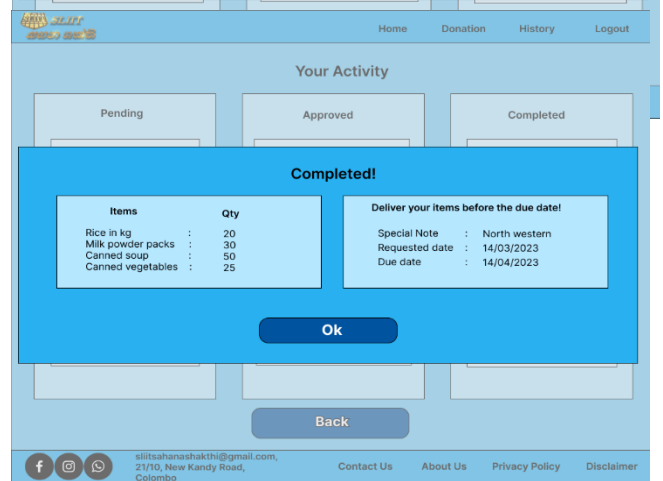 SLIIT
සහන ශක්ති
Home Donation History Logout
Your Activity
Pending Approved Completed
Completed!
Items Qty
Rice in kg : 20
Milk powder packs : 30
Canned soup : 50
Canned vegetables : 25
Deliver your items before the due date!
Special Note : North western
Requested date : 14/03/2023
Due date : 14/04/2023
Ok
Back
sliitsahanashakthi@gmail.com,
21/10, New Kandy Road,
Colombo
Contact Us About Us Privacy Policy Disclaimer